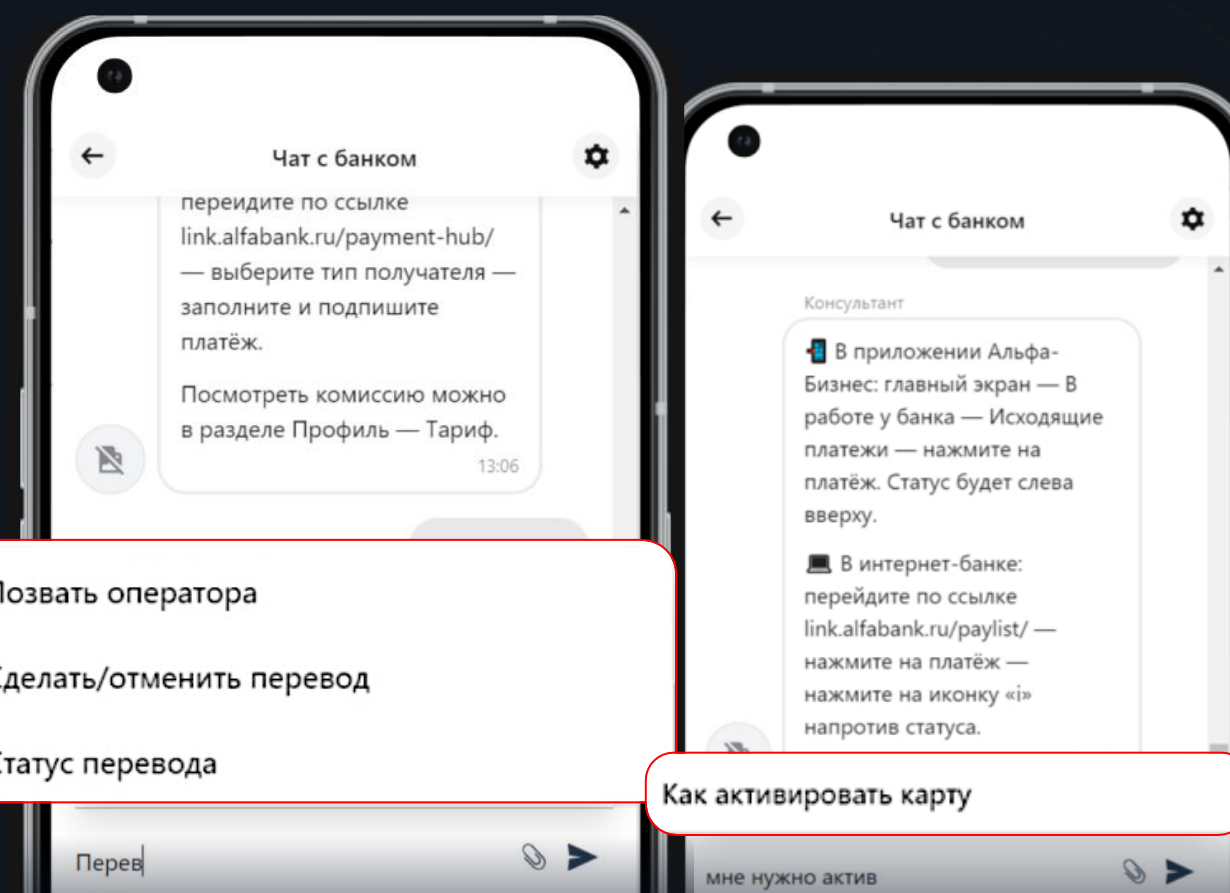 Чат с банком
перейдите по ссылке
link.alfabank.ru/payment-hub/
— выберите тип получателя —
заполните и подпишите
платёж.
Посмотреть комиссию можно
в разделе Профиль — Тариф.
13:06
Позвать оператора
Сделать/отменить перевод
Статус перевода
Перев
Чат с банком
Консультант
В приложении Альфа-
Бизнес: главный экран — В
работе у банка — Исходящие
платежи — нажмите на
платёж. Статус будет слева
вверху.
В интернет-банке:
перейдите по ссылке
link.alfabank.ru/paylist/ —
нажмите на платёж —
нажмите на иконку «i»
напротив статуса.
Как активировать карту
мне нужно актив